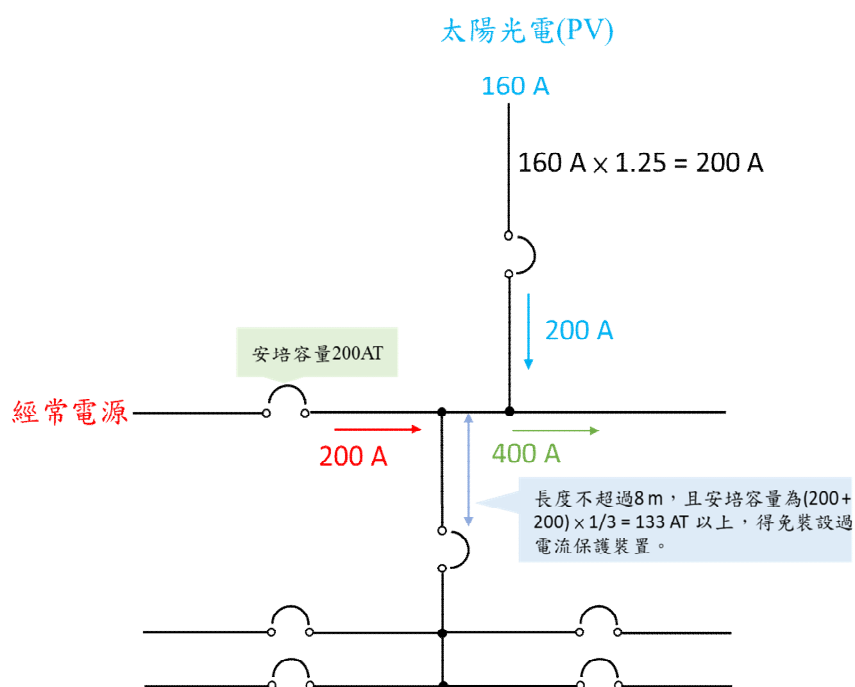 太陽光電(PV)
160 A
160 A × 1.25 = 200 A
200 A
安培容量200AT
經常電源
200 A
400 A
長度不超過8 m，且安培容量為(200+
200) × 1/3 = 133 AT 以上，得免裝設過
電流保護裝置。